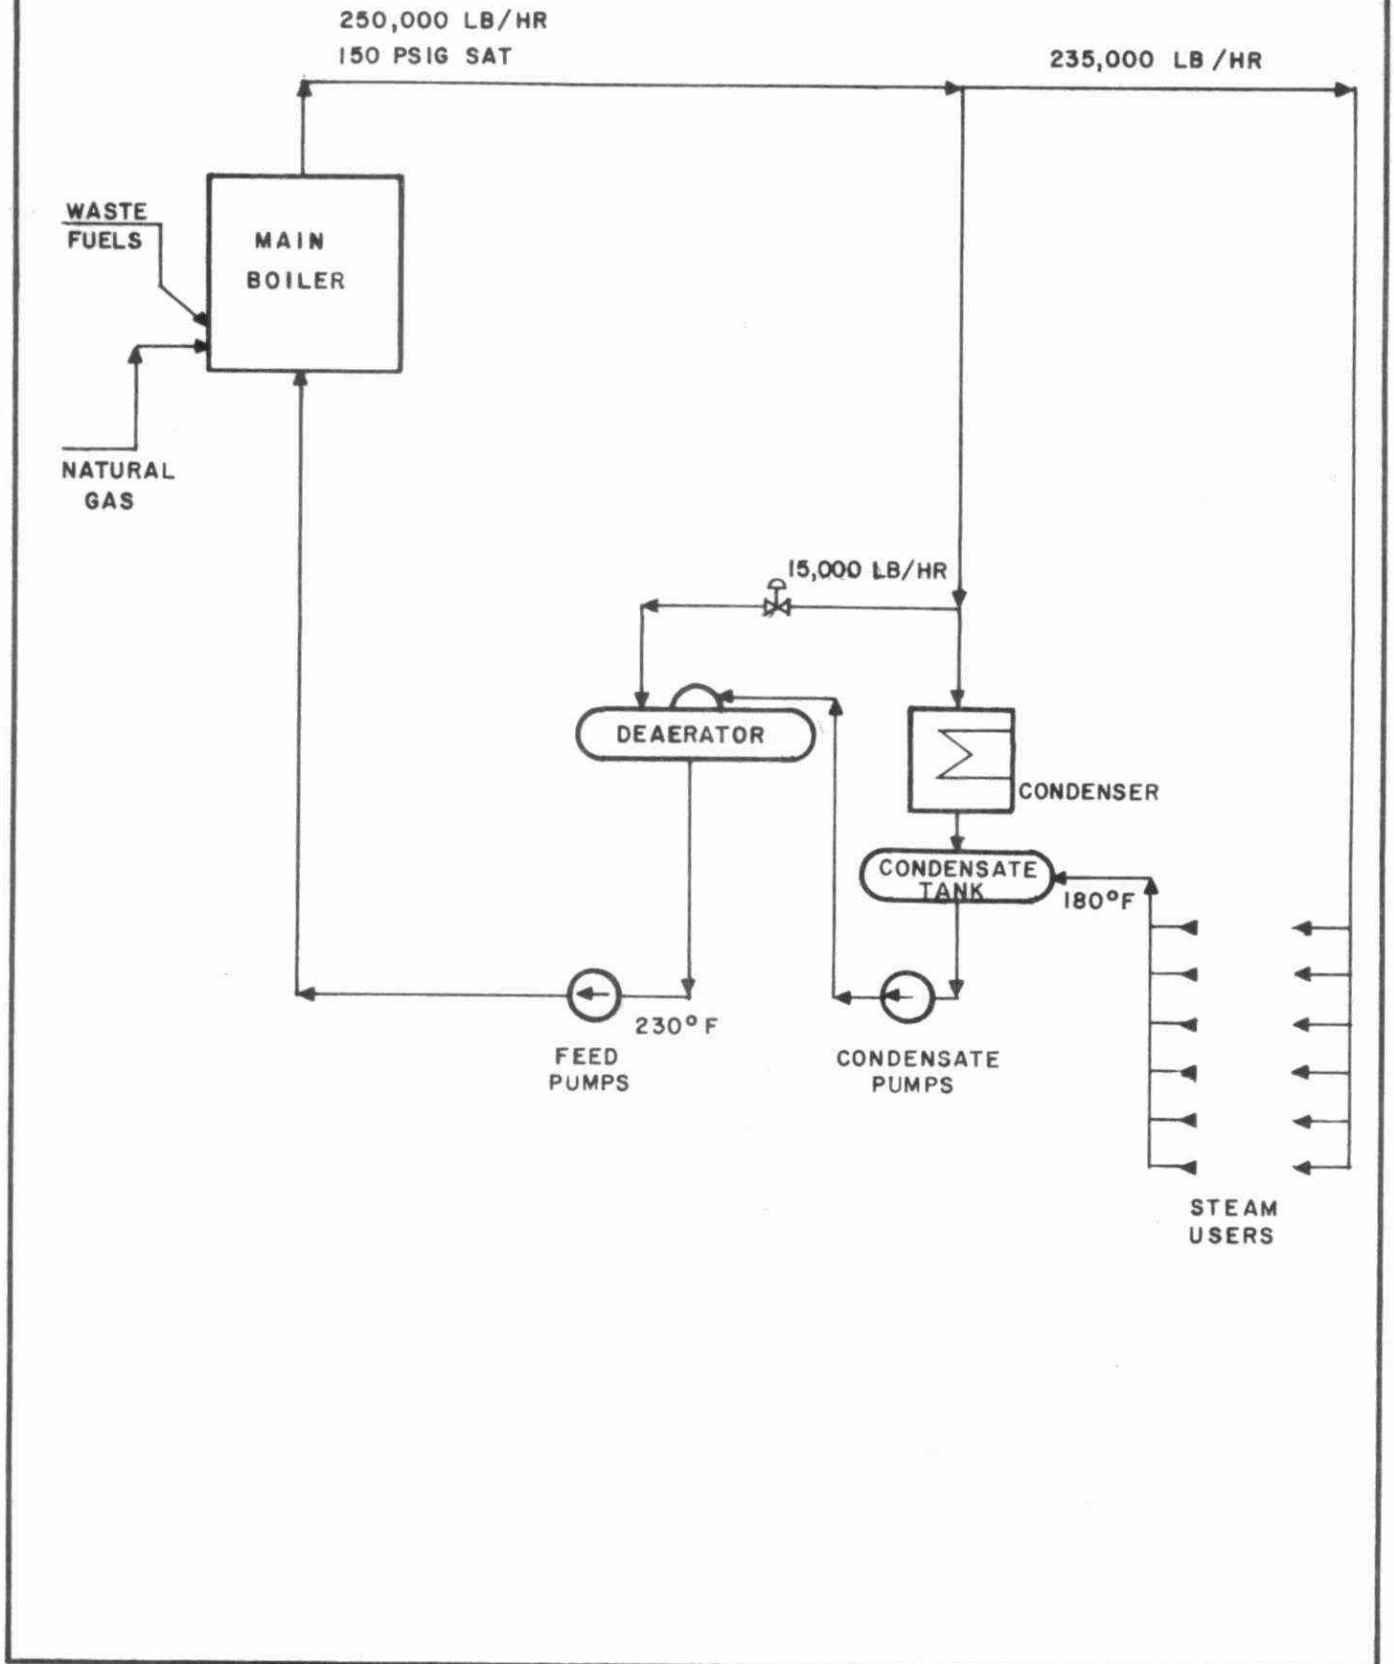 250,000 LB/HR
150 PSIG SAT
235,000 LB/HR
WASTE
FUELS
MAIN
BOILER
NATURAL
GAS
15,000 LB/HR
DEAERATOR
CONDENSER
CONDENSATE
TANK
180°F
230°F
FEED
PUMPS
CONDENSATE
PUMPS
STEAM
USERS